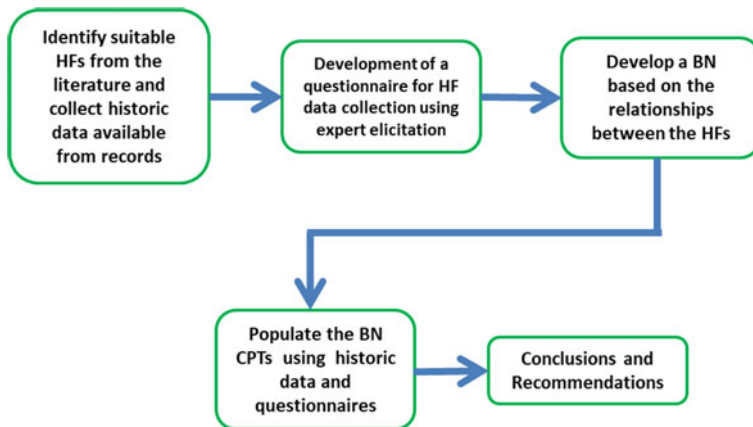 Identify suitable
HFs from the
literature and
collect historic
data available
from records
Development of a
questionnaire for HF
data collection using
expert elicitation
Develop a BN
based on the
relationships
between the HFs
Populate the BN
CPTs using historic
data and
questionnaires
Conclusions and
Recommendations